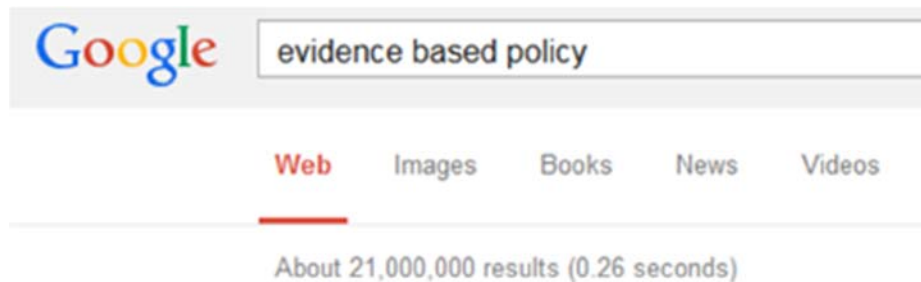 Google evidence based policy
Web Images Books News Videos
About 21,000,000 results (0.26 seconds)